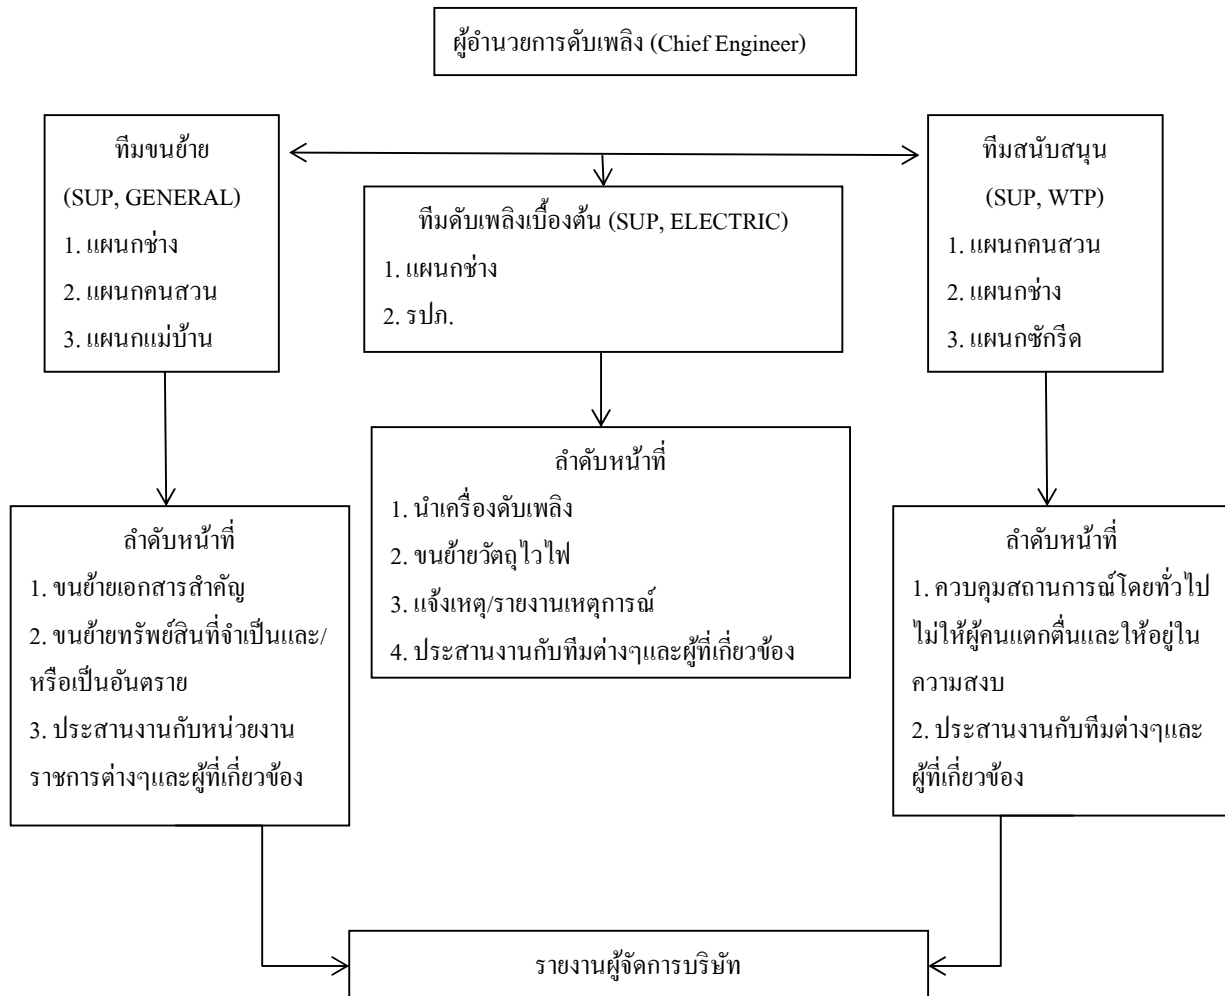 ผู้อำนวยการดับเพลิง (Chief Engineer)
ทีมขนย้าย
(SUP, GENERAL)
1. แผนกช่าง
2. แผนกคนสวน
3. แผนกแม่บ้าน
ทีมดับเพลิงเบื้องต้น (SUP, ELECTRIC)
1. แผนกช่าง
2. รปภ.
ทีมสนับสนุน
(SUP, WTP)
1. แผนกคนสวน
2. แผนกช่าง
3. แผนกซักรีด
ลำดับหน้าที่
1. ขนย้ายเอกสารสำคัญ
2. ขนย้ายทรัพย์สินที่จำเป็นและ/
หรือเป็นอันตราย
3. ประสานงานกับหน่วยงาน
ราชการต่างๆและผู้ที่เกี่ยวข้อง
ลำดับหน้าที่
1. นำเครื่องดับเพลิง
2. ขนย้ายวัตถุไวไฟ
3. แจ้งเหตุ/รายงานเหตุการณ์
4. ประสานงานกับทีมต่างๆและผู้ที่เกี่ยวข้อง
ลำดับหน้าที่
1. ควบคุมสถานการณ์โดยทั่วไป
ไม่ให้ผู้คนแตกตื่นและให้อยู่ใน
ความสงบ
2. ประสานงานกับทีมต่างๆและ
ผู้ที่เกี่ยวข้อง
รายงานผู้จัดการบริษัท